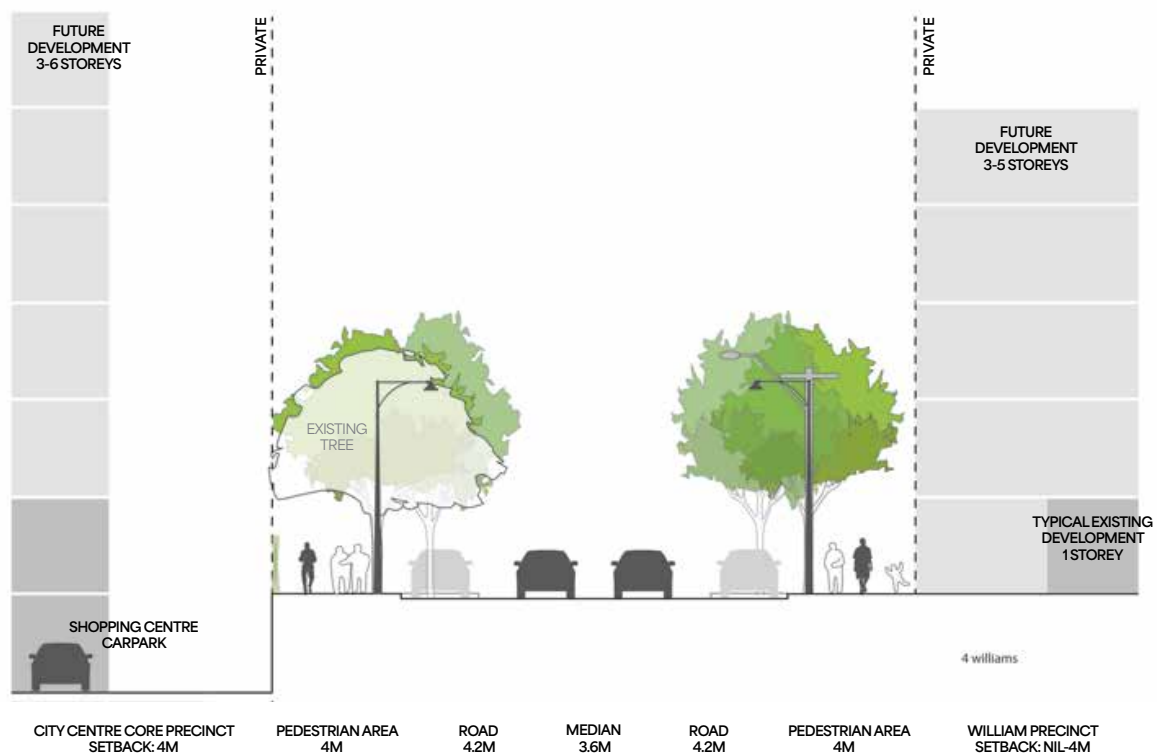 FUTURE
DEVELOPMENT
3-6 STOREYS
PRIVATE
PRIVATE
FUTURE
DEVELOPMENT
3-5 STOREYS
EXISTING
TREE
TYPICAL EXISTING
DEVELOPMENT
1 STOREY
SHOPPING CENTRE
CARPARK
4 williams
CITY CENTRE CORE PRECINCT
SETBACK: 4M
PEDESTRIAN AREA
4M
ROAD
4.2M
MEDIAN
3.6M
ROAD
4.2M
PEDESTRIAN AREA
4M
WILLIAM PRECINCT
SETBACK: NIL-4M